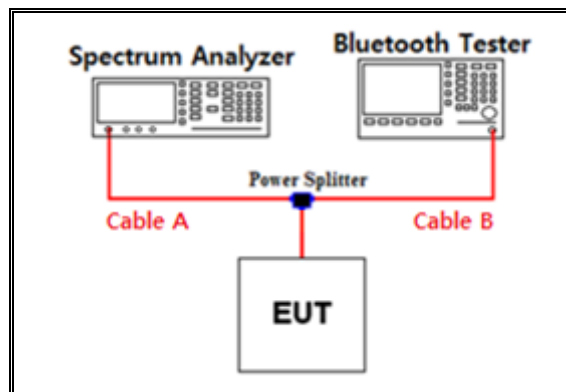 Spectrum Analyzer
Bluetooth Tester
Power Splitter
Cable A
Cable B
EUT